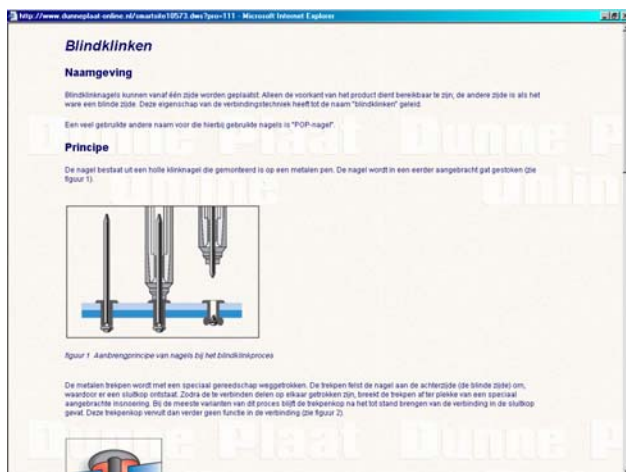 http://www.dunneplaat-online.nl/smartsite10573.dws?pro=111 - Microsoft Internet Explorer
Blindklinken
Naamgeving
Blindklinknagels kunnen vanaf één zijde worden geplaatst. Alleen de voorkant van het product dient bereikbaar te zijn, de andere zijde is als het
ware een blinde zijde. Deze eigenschap van de verbindingstechniek heeft tot de naam "blindklinken" geleid.
Een veel gebruikte andere naam voor die hierbij gebruikte nagels is "POP-nagel".
Principe
De nagel bestaat uit een holle klinknagel die gemonteerd is op een metalen pen. De nagel wordt in een eerder aangebracht gat gestoken (zie
figuur 1).
figuur 1 Aanbrengprincipe van nagels bij het blindklinkproces
De metalen trekpen wordt met een speciaal gereedschap weggetrokken. De trekpen felst de nagel aan de achterzijde (de blinde zijde) om,
waardoor er een sluitkop ontstaat. Zodra de te verbinden delen op elkaar getrokken zijn, breekt de trekpen af ter plekke van een speciaal
aangebrachte insnoering. Bij de meeste varianten van dit proces blijft de trekpenkop na het tot stand brengen van de verbinding in de sluitkop
gevat. Deze trekpenkop vervult dan verder geen functie in de verbinding (zie figuur 2).
Dunne Plaat
Online
Dunne P
Onlin
Dunne Plaat
Dunne P